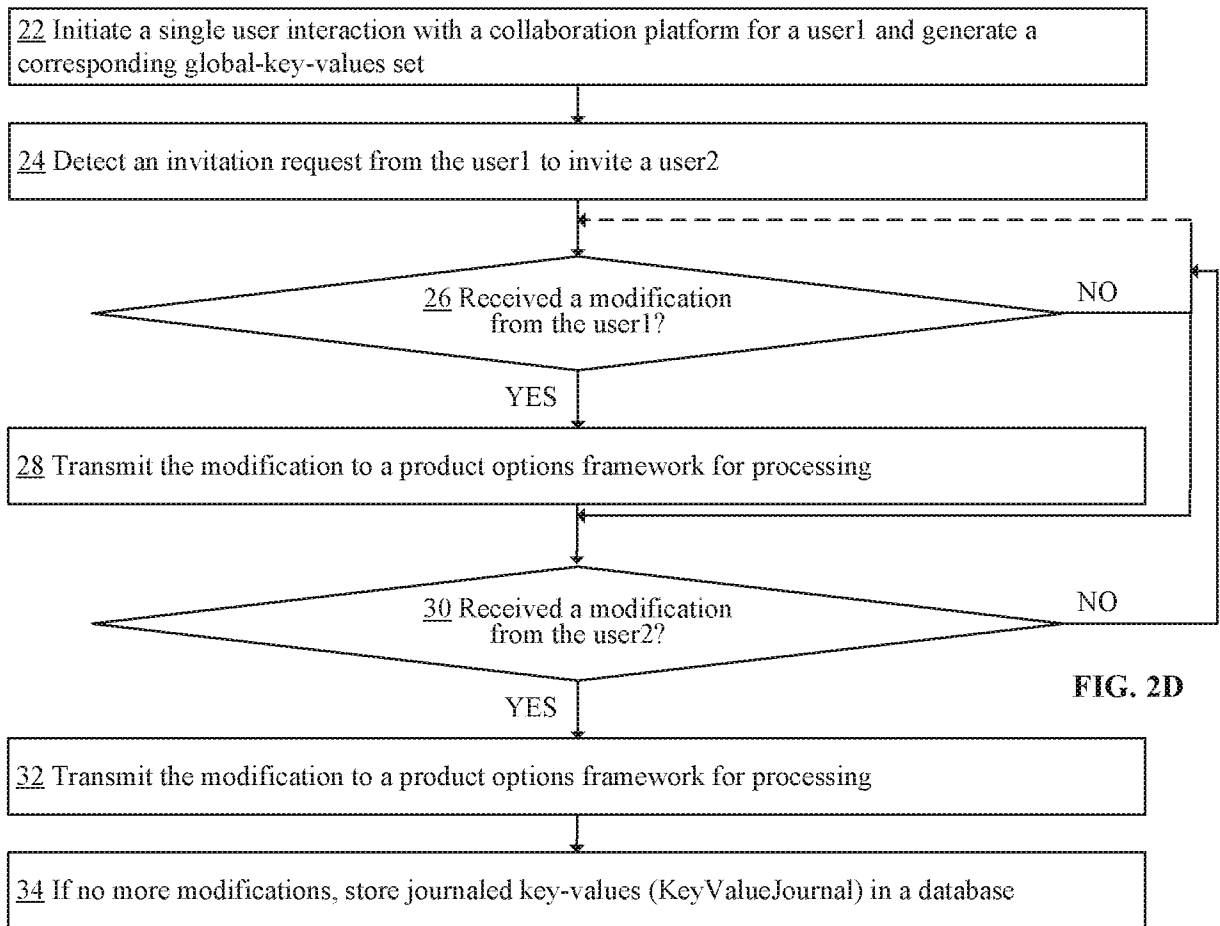 22 Initiate a single user interaction with a collaboration platform for a user1 and generate a
corresponding global-key-values set
24 Detect an invitation request from the user1 to invite a user2
26 Received a modification
from the user1?
NO
YES
28 Transmit the modification to a product options framework for processing
30 Received a modification
from the user2?
NO
YES
FIG. 2D
32 Transmit the modification to a product options framework for processing
34 If no more modifications, store journaled key-values (KeyValueJournal) in a database